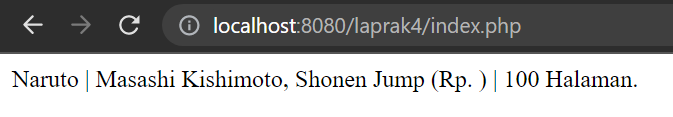 localhost:8080/laprak4/index.php
Naruto | Masashi Kishimoto, Shonen Jump (Rp. ) | 100 Halaman.